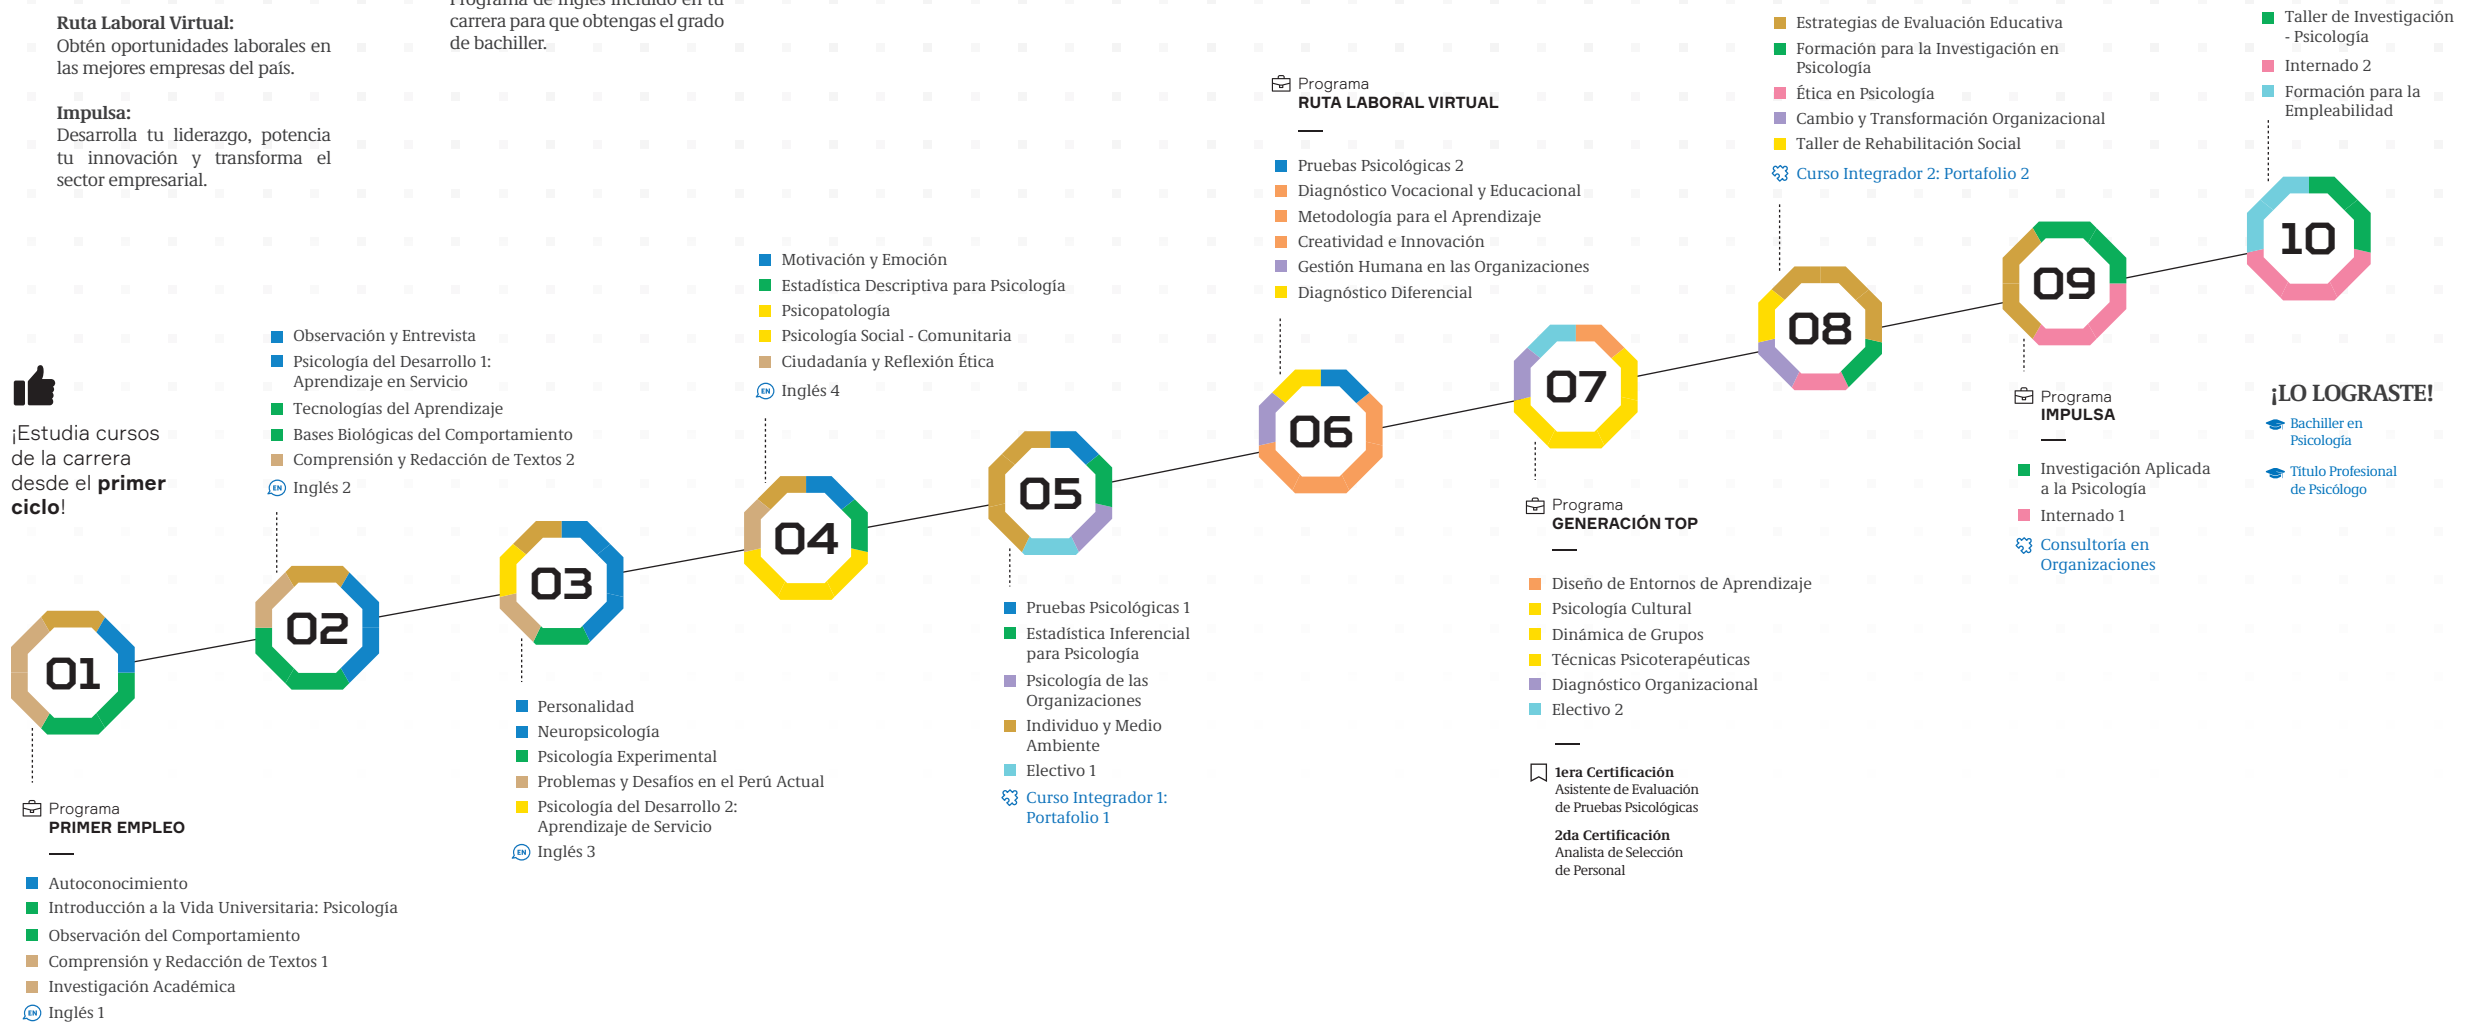 Ruta Laboral Virtual:
Obtén oportunidades laborales en
las mejores empresas del país.
Impulsa:
Desarrolla tu liderazgo, potencia
tu innovación y transforma el
sector empresarial.
Programa de inglés incluido en tu
carrera para que obtengas el grado
de bachiller.
¡Estudia cursos
de la carrera
desde el primer
ciclo!
01
Programa
PRIMER EMPLEO
Autoconocimiento
Introducción a la Vida Universitaria: Psicología
Observación del Comportamiento
Comprensión y Redacción de Textos 1
Investigación Académica
EN Inglés 1
Observación y Entrevista
Psicología del Desarrollo 1:
Aprendizaje en Servicio
Tecnologías del Aprendizaje
Bases Biológicas del Comportamiento
Comprensión y Redacción de Textos 2
EN Inglés 2
02
03
Personalidad
Neuropsicología
Psicología Experimental
Problemas y Desafíos en el Perú Actual
Psicología del Desarrollo 2:
Aprendizaje de Servicio
EN Inglés 3
Motivación y Emoción
Estadística Descriptiva para Psicología
Psicopatología
Psicología Social - Comunitaria
Ciudadanía y Reflexión Ética
EN Inglés 4
04
05
Pruebas Psicológicas 1
Estadística Inferencial
para Psicología
Psicología de las
Organizaciones
Individuo y Medio
Ambiente
Electivo 1
Curso Integrador 1:
Portafolio 1
Programa
RUTA LABORAL VIRTUAL
Pruebas Psicológicas 2
Diagnóstico Vocacional y Educacional
Metodología para el Aprendizaje
Creatividad e Innovación
Gestión Humana en las Organizaciones
Diagnóstico Diferencial
06
07
Programa
GENERACIÓN TOP
Diseño de Entornos de Aprendizaje
Psicología Cultural
Dinámica de Grupos
Técnicas Psicoterapéuticas
Diagnóstico Organizacional
Electivo 2
1era Certificación
Asistente de Evaluación
de Pruebas Psicológicas
2da Certificación
Analista de Selección
de Personal
Estrategias de Evaluación Educativa
Formación para la Investigación en
Psicología
Ética en Psicología
Cambio y Transformación Organizacional
Taller de Rehabilitación Social
Curso Integrador 2: Portafolio 2
08
09
Programa
IMPULSA
Investigación Aplicada
a la Psicología
Internado 1
Consultoría en
Organizaciones
Taller de Investigación
- Psicología
Internado 2
Formación para la
Empleabilidad
10
¡LO LOGRASTE!
Bachiller en
Psicología
Titulo Profesional
de Psicólogo